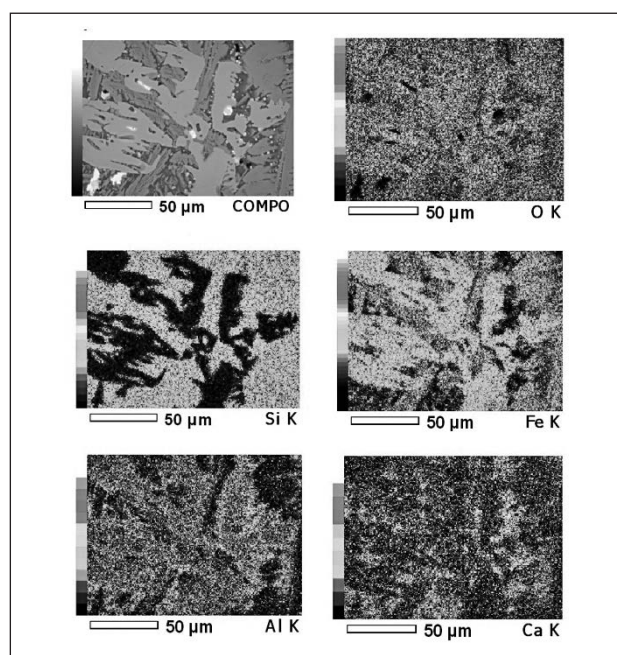 50 µm COMPO
50 µm O K
50 µm Si K
50 µm Fe K
50 µm Al K
50 µm Ca K